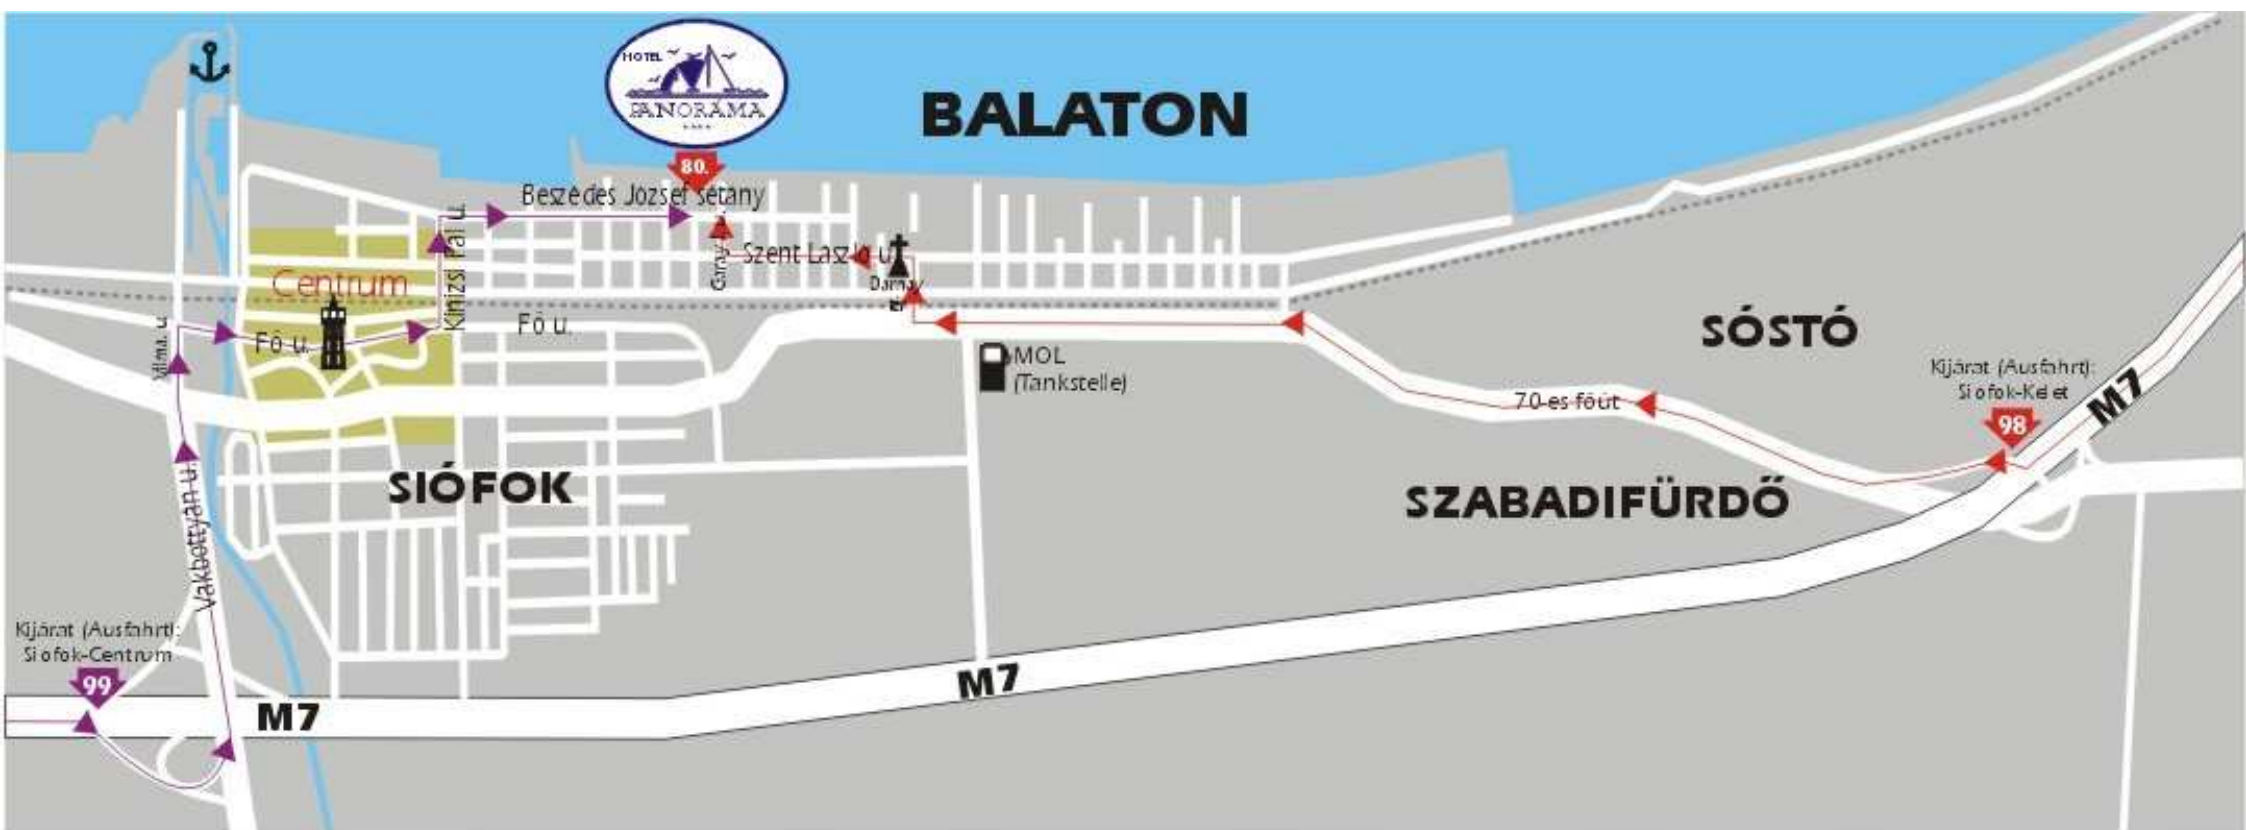 HOTEL
PANORÁMA
BALATON
80.
Beszédes József sétány
Kinizsi Pál u.
Szent László u.
Garay u.
Centrum
Fő u.
Fő u.
Vilma. u.
MOL
(Tankstelle)
SÓSTÓ
Kijárat (Ausfahrt):
Siófok-Kelet
98
M7
70-es főút
SIÓFOK
SZABADIFÜRDŐ
Vakbottyán u.
Kijárat (Ausfahrt):
Siófok-Centrum
99
M7
M7